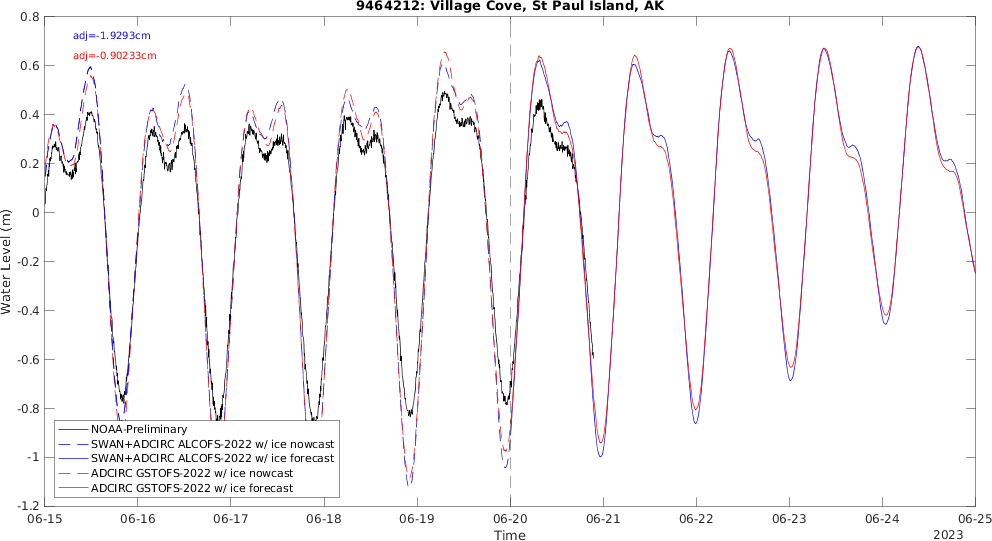 9464212: Village Cove, St Paul Island, AK
adj=-1.9293cm
adj=-0.90233cm
Water Level (m)
0.8
0.6
0.4
0.2
0
-0.2
-0.4
-0.6
-0.8
-1
-1.2
NOAA-Preliminary
SWAN+ADCIRC ALCOFS-2022 w/ ice nowcast
SWAN+ADCIRC ALCOFS-2022 w/ ice forecast
ADCIRC GSTOFS-2022 w/ ice nowcast
ADCIRC GSTOFS-2022 w/ ice forecast
06-15 06-16 06-17 06-18 06-19 06-20 06-21 06-22 06-23 06-24 06-25
Time
2023